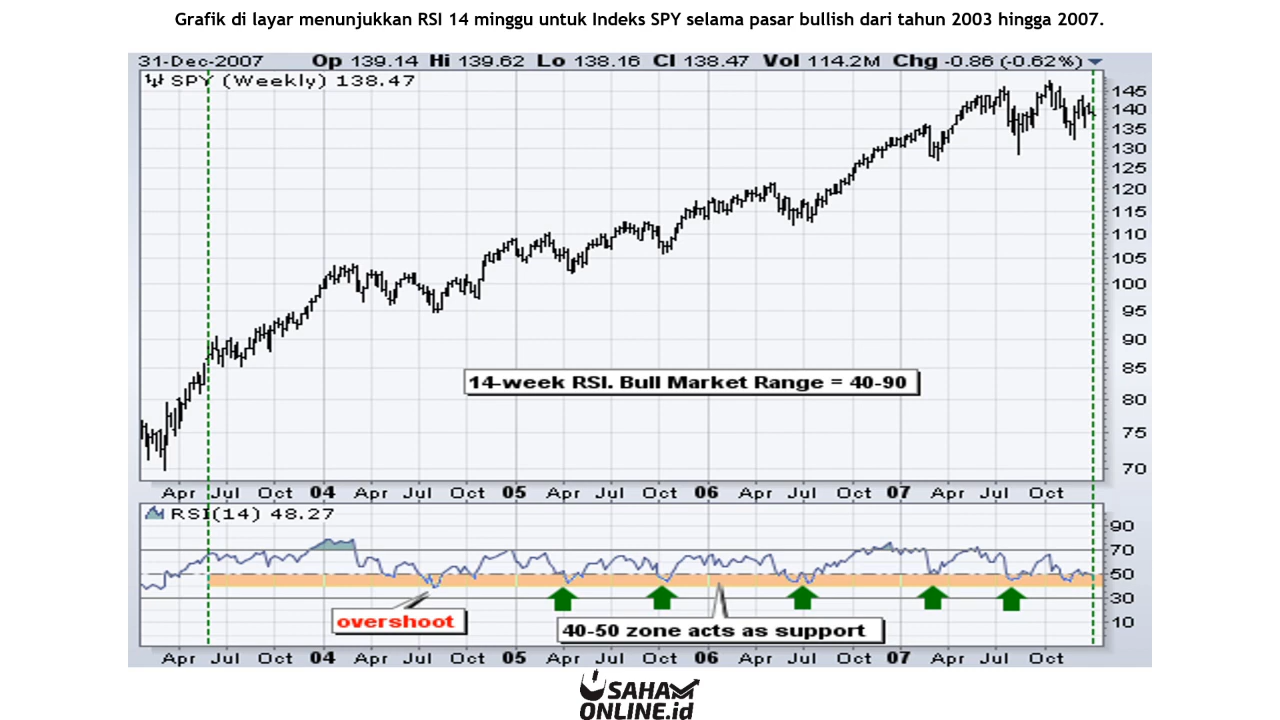 Grafik di layar menunjukkan RSI 14 minggu untuk Indeks SPY selama pasar bullish dari tahun 2003 hingga 2007.
31-Dec-2007 Op 139.14 Hi 139.62 Lo 138.16 Cl 138.47 Vol 114.2M Chg -0.86 (-0.62%)
SPY (Weekly) 138.47
145
140
135
130
125
120
115
110
105
100
95
90
85
80
75
70
14-week RSI. Bull Market Range = 40-90
Apr Jul Oct 04 Apr Jul Oct 05 Apr Jul Oct 06 Apr Jul Oct 07 Apr Jul Oct
RSI(14) 48.27
90
70
50
30
10
overshoot
40-50 zone acts as support
Apr Jul Oct 04 Apr Jul Oct 05 Apr Jul Oct 06 Apr Jul Oct 07 Apr Jul Oct
SAHAM
ONLINE.id